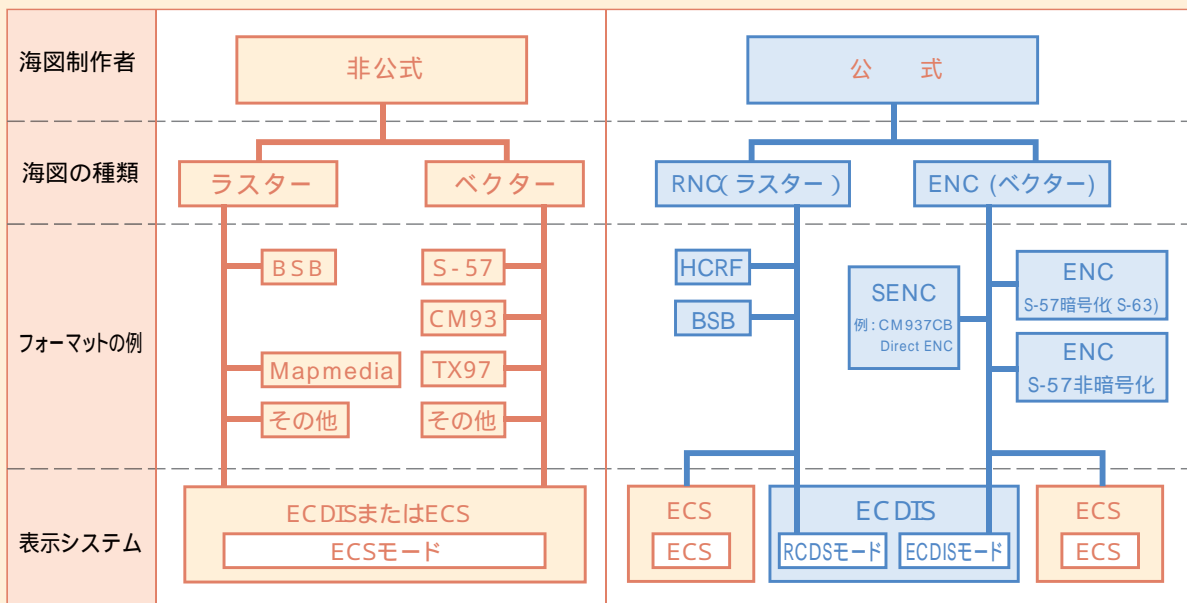 海図制作者
非公式
公 式
海図の種類
ラスター
ベクター
RNC(ラスター)
ENC (ベクター)
フォーマットの例
BSB
Mapmedia
その他
S-57
CM93
TX97
その他
HCRF
BSB
SENC
例:CM937CB
Direct ENC
ENC
S-57暗号化(S-63)
ENC
S-57非暗号化
表示システム
ECDISまたはECS
ECSモード
ECS
ECS
ECDIS
RCDSモード
ECDISモード
ECS
ECS